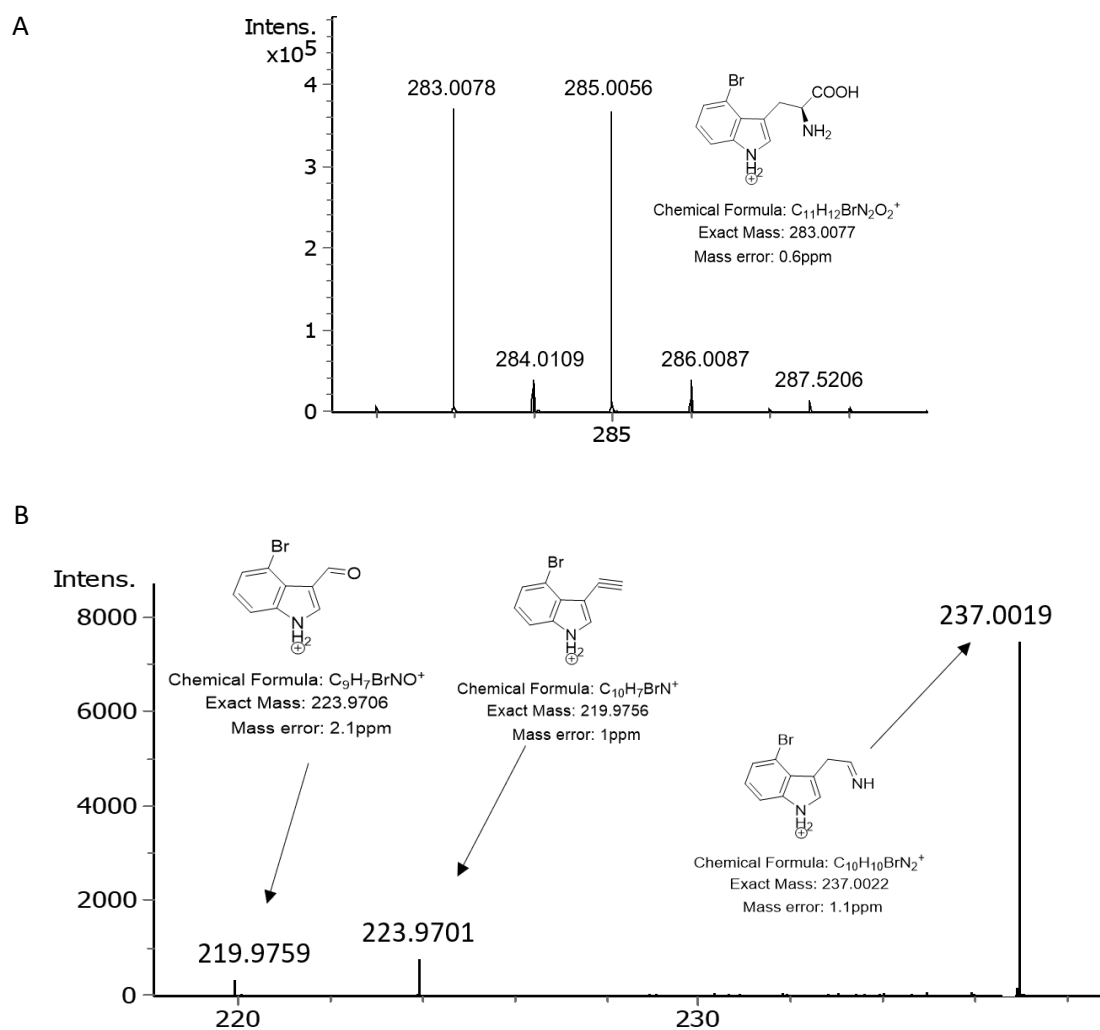 A
Intens.
x10⁵
4
3
2
1
0
283.0078
285.0056
284.0109
286.0087
287.5206
285
Br
COOH
NH₂
N
H₂
⊕
Chemical Formula: C₁₁H₁₂BrN₂O₂⁺
Exact Mass: 283.0077
Mass error: 0.6ppm
B
Intens.
8000
6000
4000
2000
0
Br
O
N
H₂
⊕
Chemical Formula: C₉H₇BrNO⁺
Exact Mass: 223.9706
Mass error: 2.1ppm
Br
N
H₂
⊕
Chemical Formula: C₁₀H₇BrN⁺
Exact Mass: 219.9756
Mass error: 1ppm
237.0019
Br
NH
N
H₂
⊕
Chemical Formula: C₁₀H₁₀BrN₂⁺
Exact Mass: 237.0022
Mass error: 1.1ppm
219.9759
223.9701
220
230